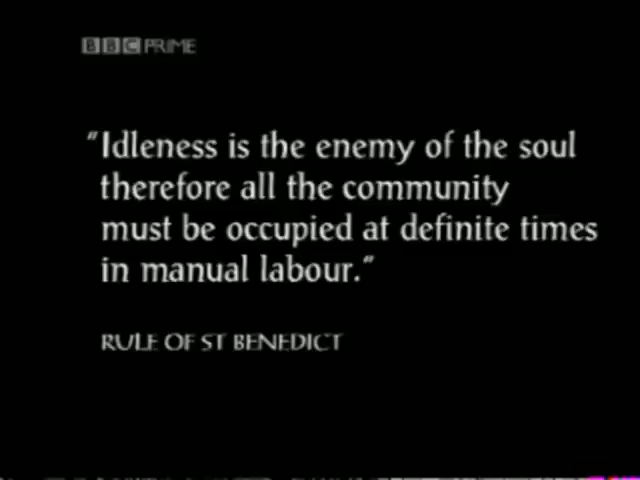 BBC PRIME
"Idleness is the enemy of the soul
therefore all the community
must be occupied at definite times
in manual labour."
RULE OF ST BENEDICT